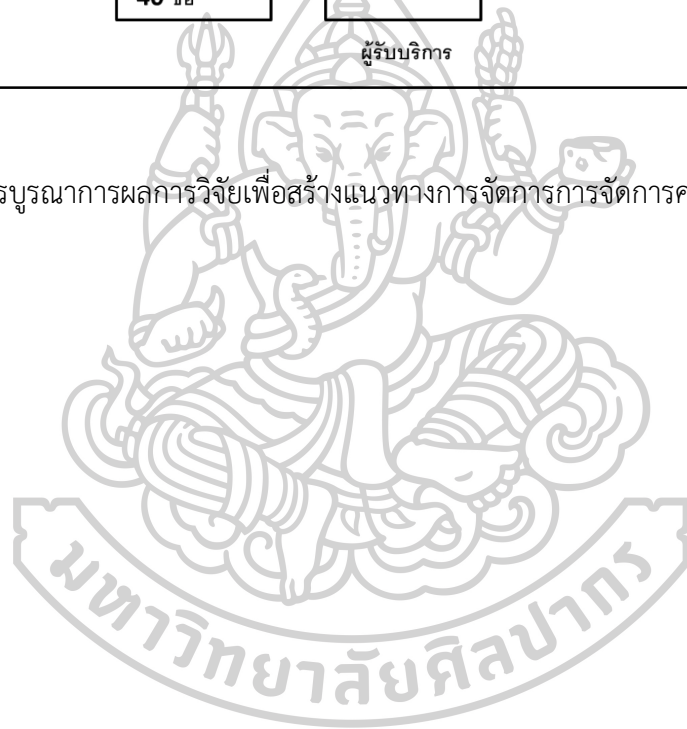 40 ข้อ
ผู้รับบริการ
รบูรณาการผลการวิจัยเพื่อสร้างแนวทางการจัดการการจัดการค
มหาวิทยาลัยศิลปากร